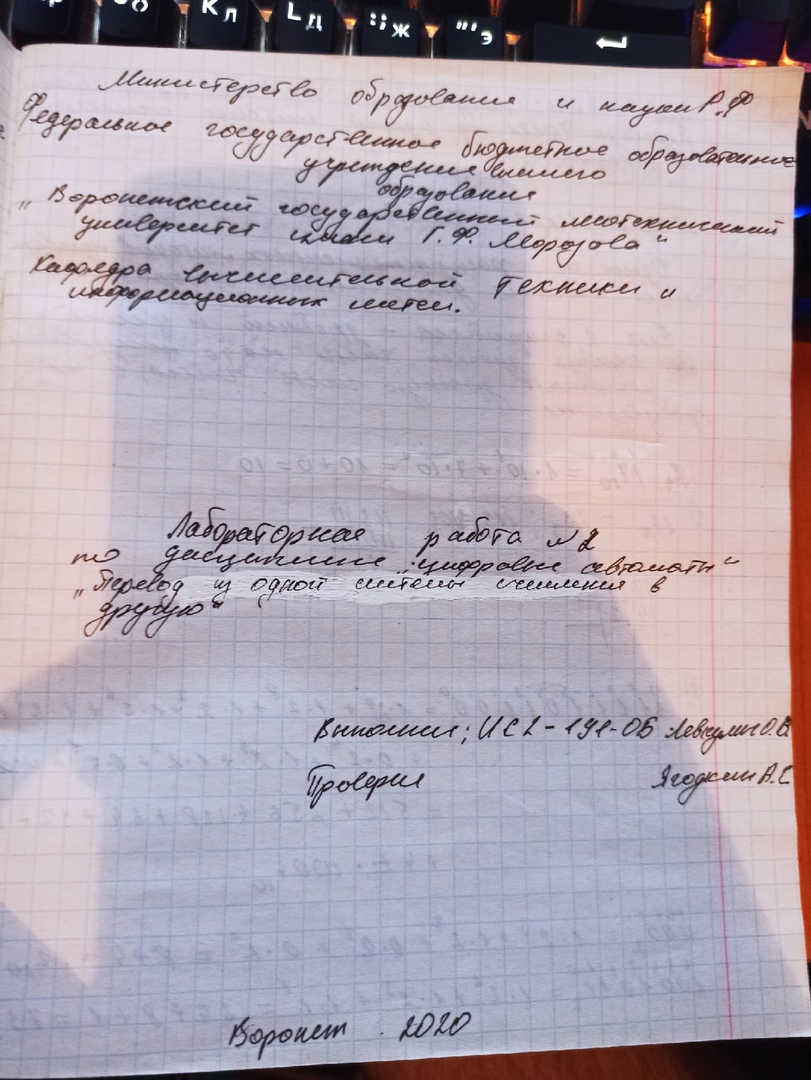 К Л
L Д
: ; Ж
" ' Э
Министерство образования и науки Р.Ф
Федеральное государственное бюджетное образовательное
учреждение высшего
образования
„Воронежский государственный лесотехнический
университет имени Г.Ф. Морозова“
Кафедра вычислительной техники и
информационных систем.
Лабораторная работа №2
по дисциплине „цифровые автоматы“
„Перевод из одной системы счисления в
другую“
Выполнил; ИС2-191-ОБ О.В
Проверил Ягодкин А.С
Воронеж . 2020